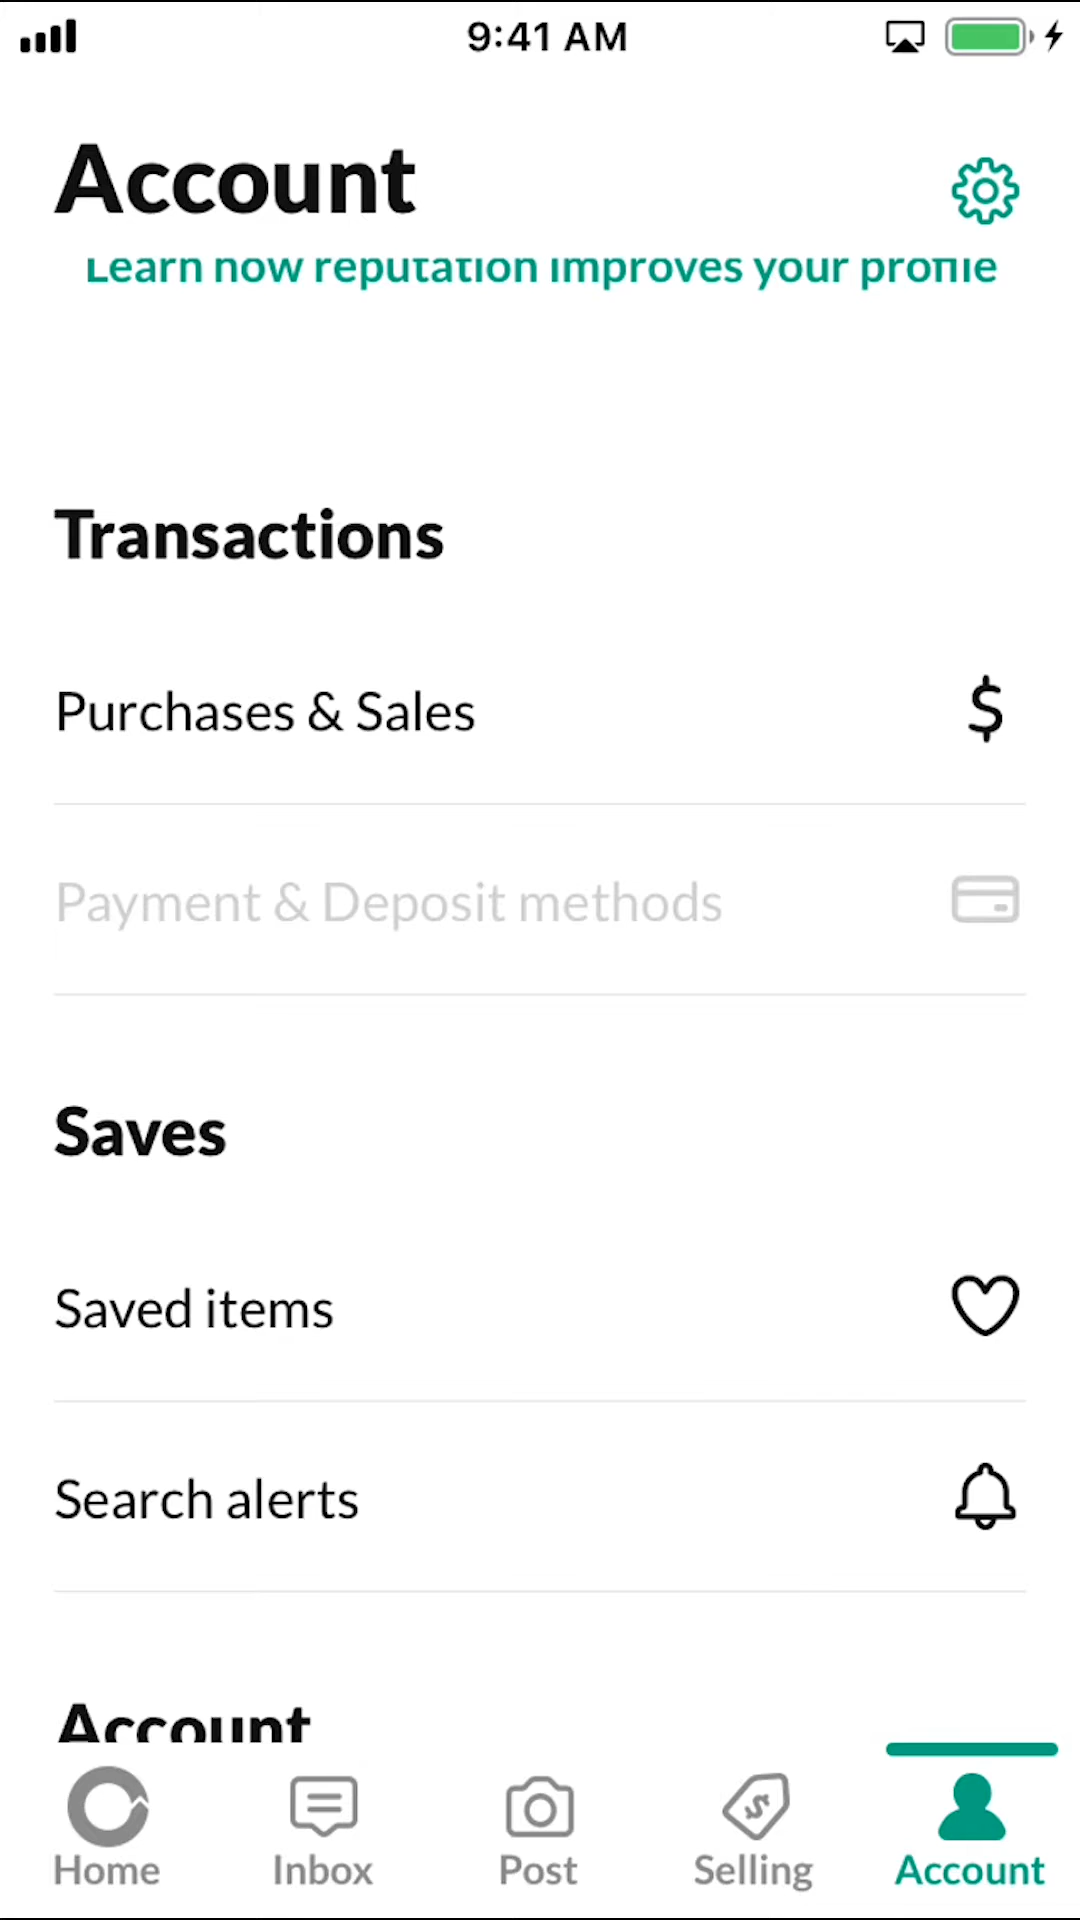 9:41 AM
Account
Learn how reputation improves your profile
Transactions
Purchases & Sales
$
Payment & Deposit methods
Saves
Saved items
Search alerts
Account
Home
Inbox
Post
Selling
Account